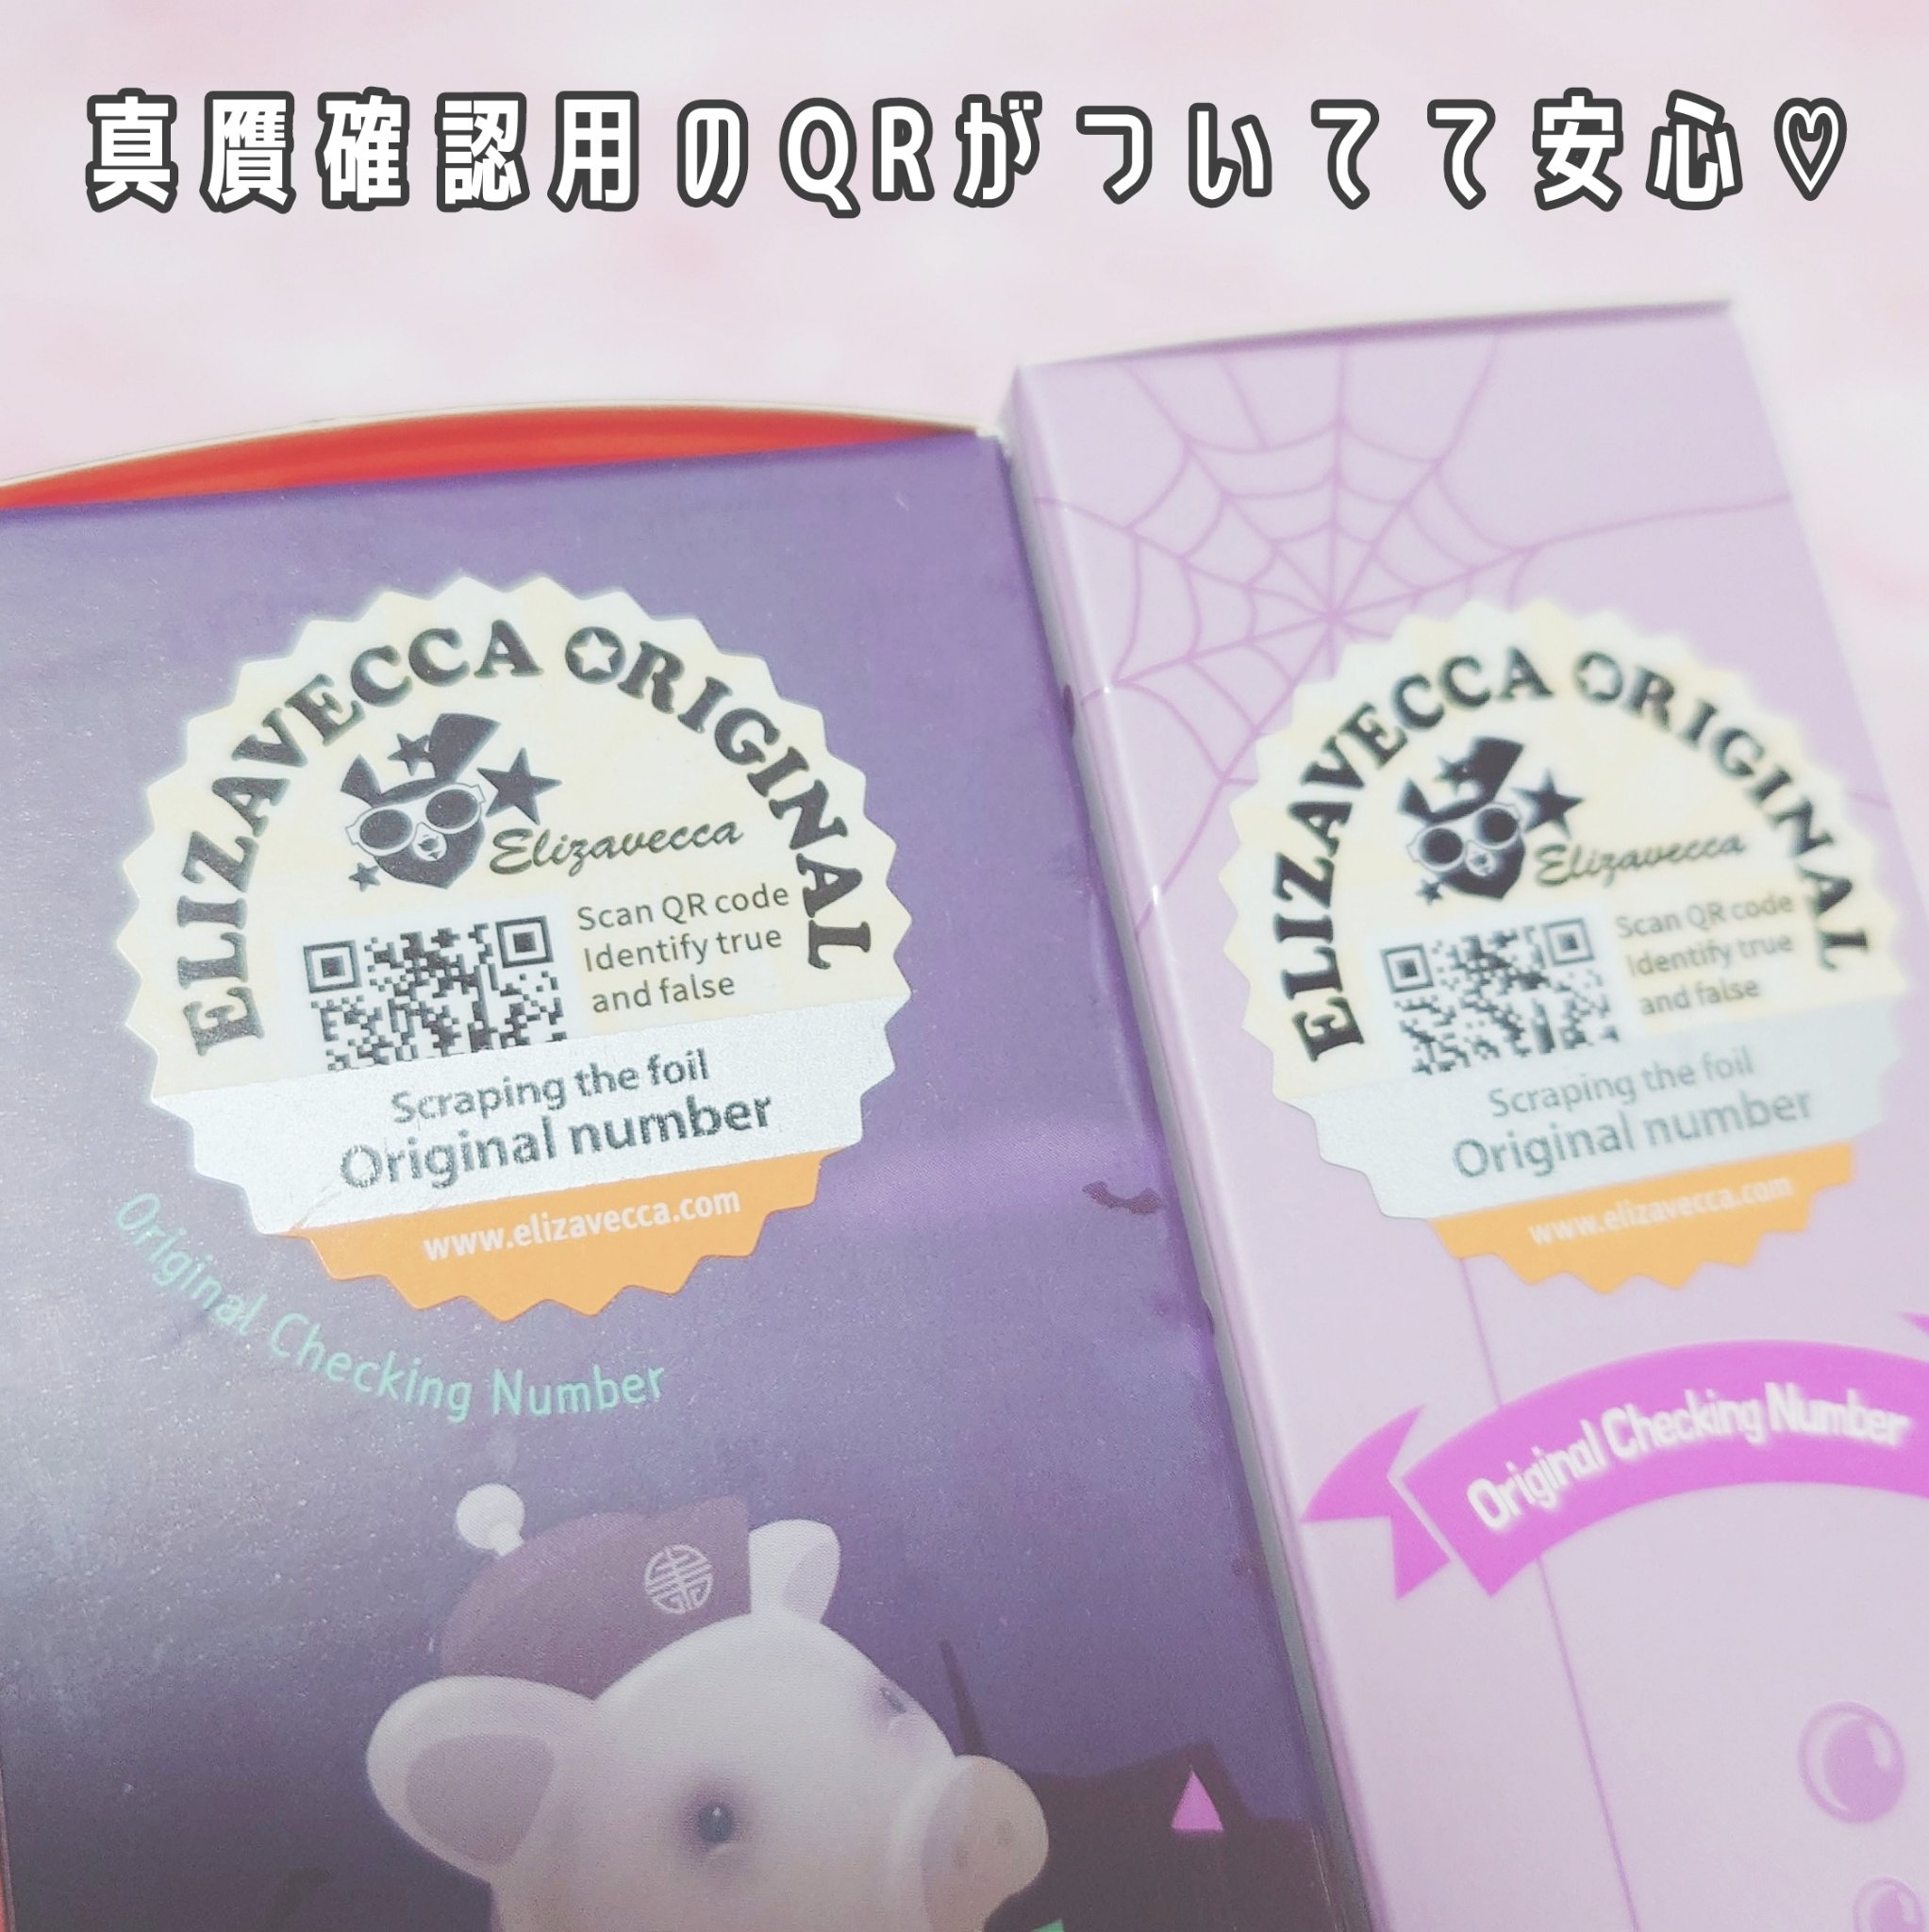 真贋確認用のQRがついてて安心♡
ELIZAVECCA ORIGINAL
Elizavecca
Scan QR code
Identify true
and false
Scraping the foil
Original number
www.elizavecca.com
Original Checking Number
ELIZAVECCA ORIGINAL
Elizavecca
Scan QR code
Identify true
and false
Scraping the foil
Original number
www.elizavecca.com
Original Checking Number